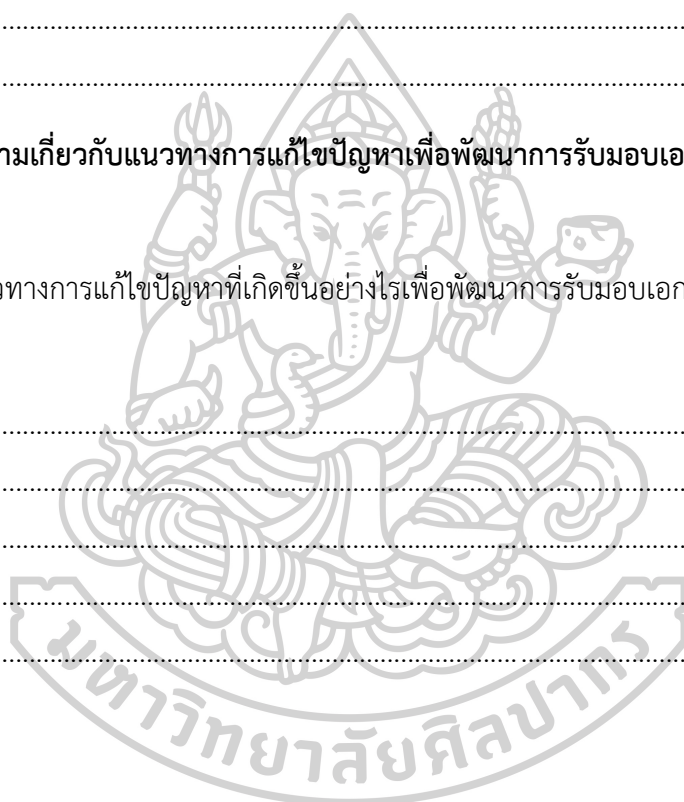 ามเกี่ยวกับแนวทางการแก้ไขปัญหาเพื่อพัฒนาการรับมอบเอ
วทางการแก้ไขปัญหาที่เกิดขึ้นอย่างไรเพื่อพัฒนาการรับมอบเอก
มหาวิทยาลัยศิลปากร